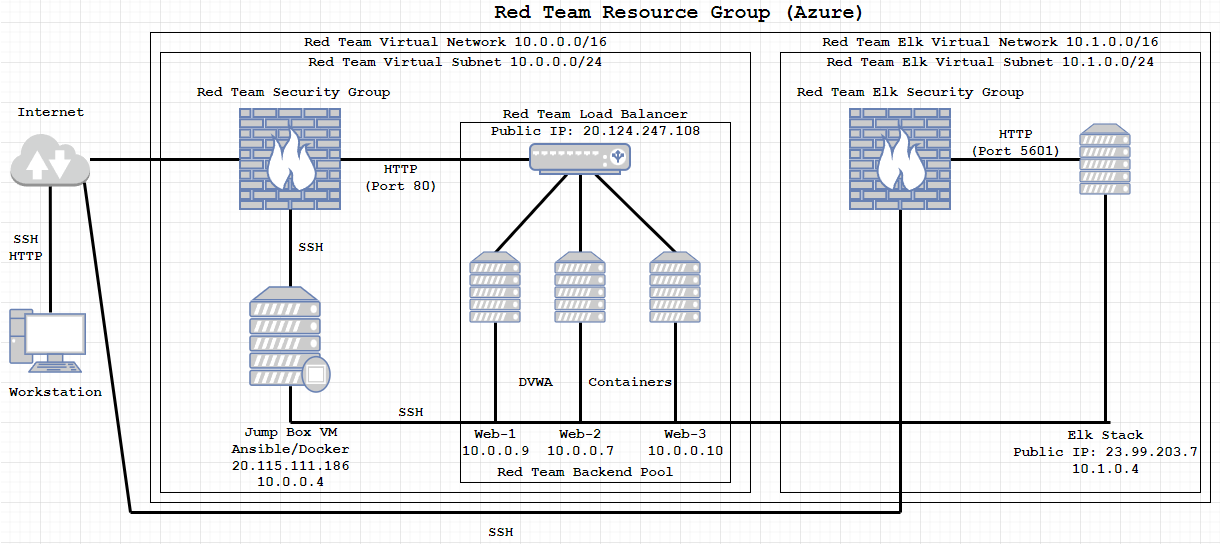 Red Team Resource Group (Azure)
Red Team Virtual Network 10.0.0.0/16
Red Team Elk Virtual Network 10.1.0.0/16
Red Team Virtual Subnet 10.0.0.0/24
Red Team Elk Virtual Subnet 10.1.0.0/24
Red Team Security Group
Red Team Elk Security Group
Internet
Red Team Load Balancer
Public IP: 20.124.247.108
HTTP
(Port 5601)
HTTP
(Port 80)
SSH
HTTP
SSH
Workstation
DVWA
Containers
SSH
Jump Box VM
Ansible/Docker
20.115.111.186
10.0.0.4
Web-1
10.0.0.9
Web-2
10.0.0.7
Web-3
10.0.0.10
Red Team Backend Pool
Elk Stack
Public IP: 23.99.203.7
10.1.0.4
SSH